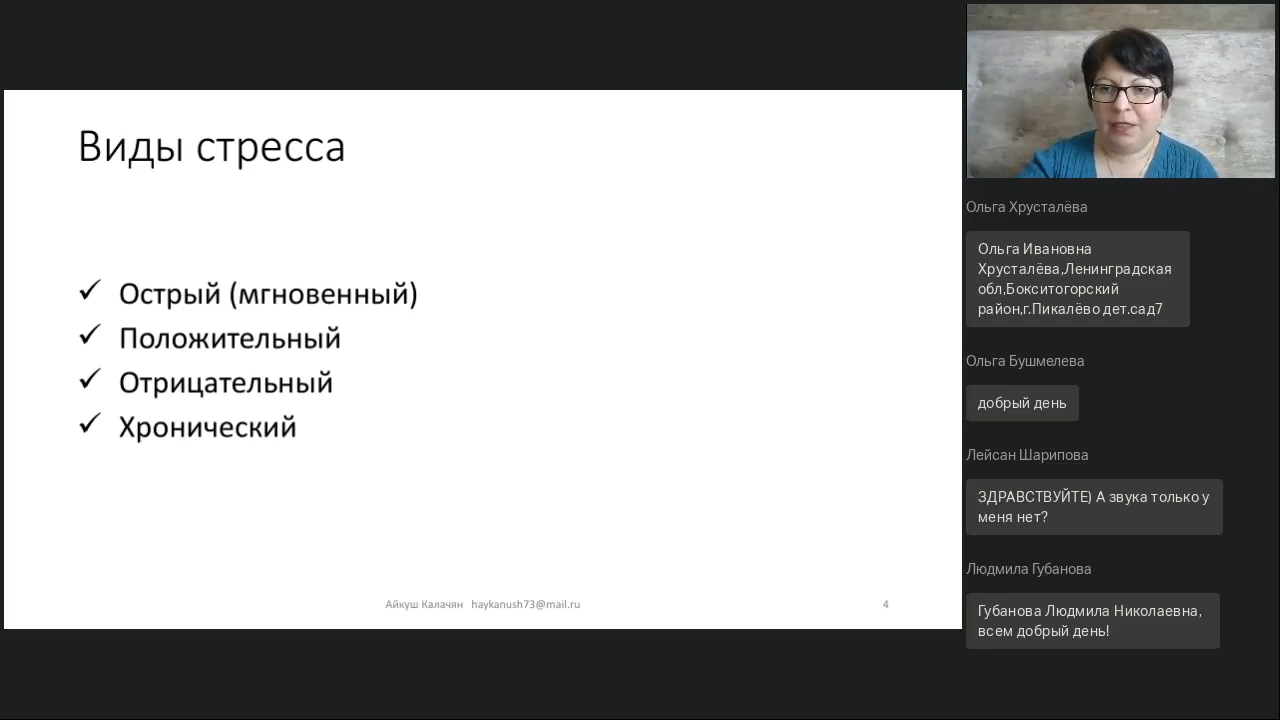 Виды стресса
✓ Острый (мгновенный)
✓ Положительный
✓ Отрицательный
✓ Хронический
Айкуш Калачян haykanush73@mail.ru
4
Ольга Хрусталёва
Ольга Ивановна
Хрусталёва,Ленинградская
обл,Бокситогорский
район,г.Пикалёво дет.сад7
Ольга Бушмелева
добрый день
Лейсан Шарипова
ЗДРАВСТВУЙТЕ) А звука только у
меня нет?
Людмила Губанова
Губанова Людмила Николаевна,
всем добрый день!